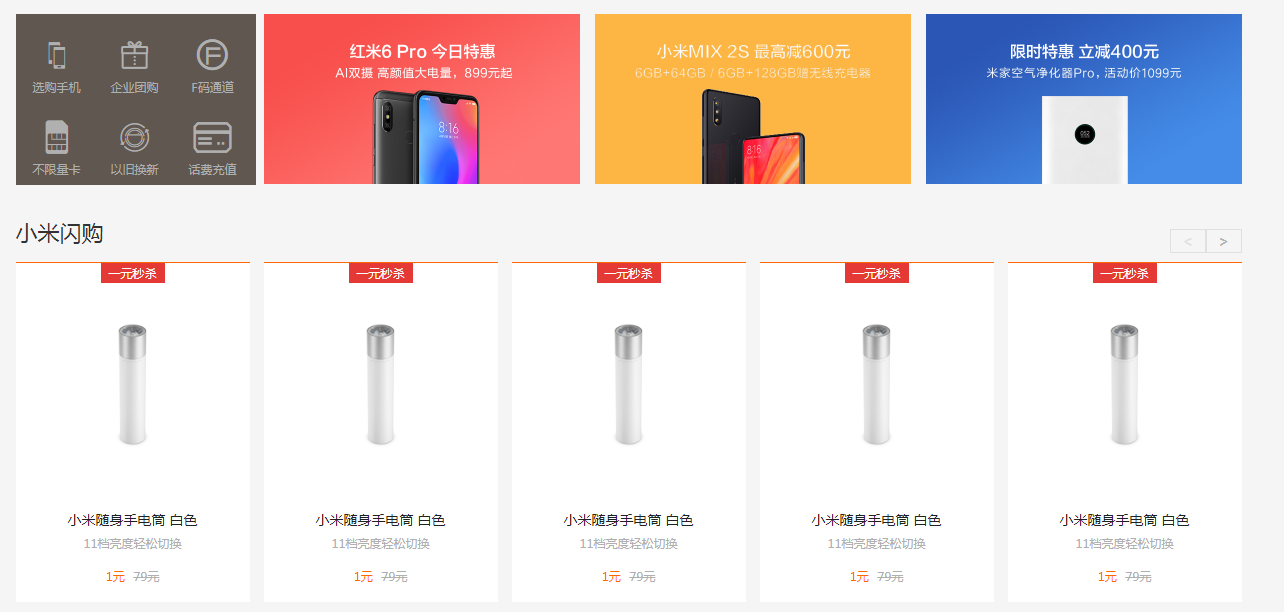 选购手机
企业团购
F码通道
不限量卡
以旧换新
话费充值
红米6 Pro 今日特惠
AI双摄 高颜值大电量，899元起
8:16
小米MIX 2S 最高减600元
6GB+64GB / 6GB+128GB赠无线充电器
8:16
限时特惠 立减400元
米家空气净化器Pro，活动价1099元
小米闪购
< >
一元秒杀
小米随身手电筒 白色
11档亮度轻松切换
1元 79元
一元秒杀
小米随身手电筒 白色
11档亮度轻松切换
1元 79元
一元秒杀
小米随身手电筒 白色
11档亮度轻松切换
1元 79元
一元秒杀
小米随身手电筒 白色
11档亮度轻松切换
1元 79元
一元秒杀
小米随身手电筒 白色
11档亮度轻松切换
1元 79元